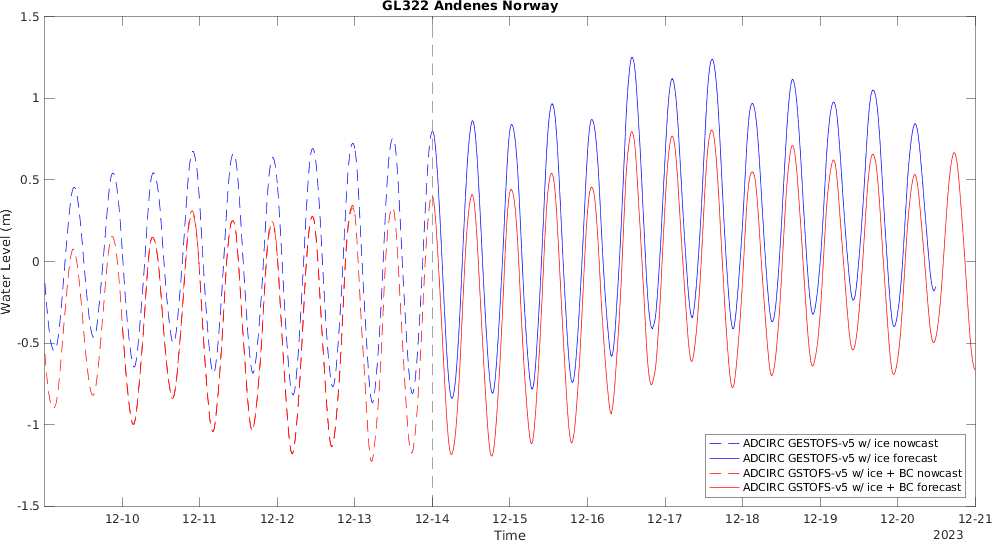 GL322 Andenes Norway
1.5
1
0.5
0
-0.5
-1
-1.5
Water Level (m)
ADCIRC GESTOFS-v5 w/ ice nowcast
ADCIRC GESTOFS-v5 w/ ice forecast
ADCIRC GSTOFS-v5 w/ ice + BC nowcast
ADCIRC GSTOFS-v5 w/ ice + BC forecast
12-10 12-11 12-12 12-13 12-14 12-15 12-16 12-17 12-18 12-19 12-20 12-21
Time
2023